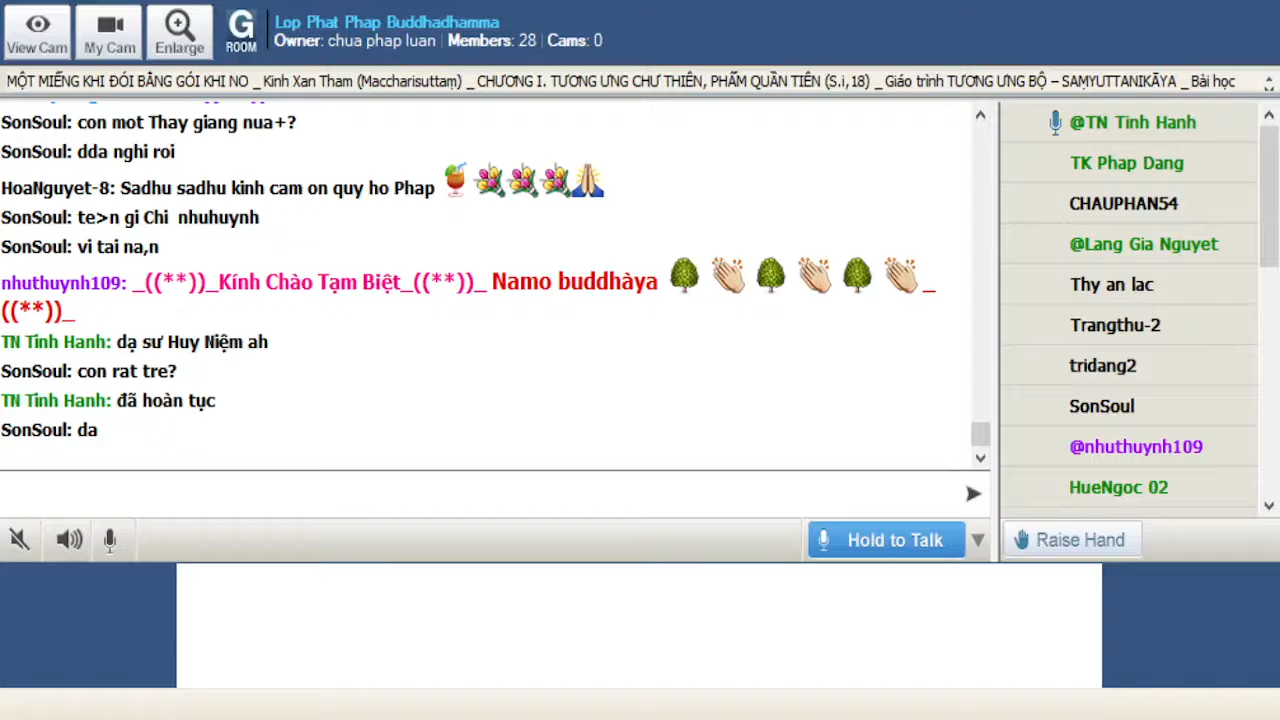 View Cam
My Cam
Enlarge
G
ROOM
Lop Phat Phap Buddhadhamma
Owner: chua phap luan | Members: 28 | Cams: 0
MỘT MIẾNG KHI ĐÓI BẰNG GÓI KHI NO _ Kinh Xan Tham (Maccharisuttaṃ) _ CHƯƠNG I. TƯƠNG ƯNG CHƯ THIÊN, PHẨM QUẦN TIÊN (S.i,18) _ Giáo trình TƯƠNG ƯNG BỘ – SAṂYUTTANIKĀYA _ Bài học
SonSoul: con mot Thay giang nua+?
SonSoul: dda nghi roi
HoaNguyet-8: Sadhu sadhu kinh cam on quy ho Phap
SonSoul: te>n gi Chi nhuhuynh
SonSoul: vi tai na,n
nhuthuynh109: _((**))_Kính Chào Tạm Biệt_((**))_ Namo buddhàya _
((**))_
TN Tinh Hanh: dạ sư Huy Niệm ah
SonSoul: con rat tre?
TN Tinh Hanh: đã hoàn tục
SonSoul: da
@TN Tinh Hanh
TK Phap Dang
CHAUPHAN54
@Lang Gia Nguyet
Thy an lac
Trangthu-2
tridang2
SonSoul
@nhuthuynh109
HueNgoc 02
Hold to Talk
Raise Hand